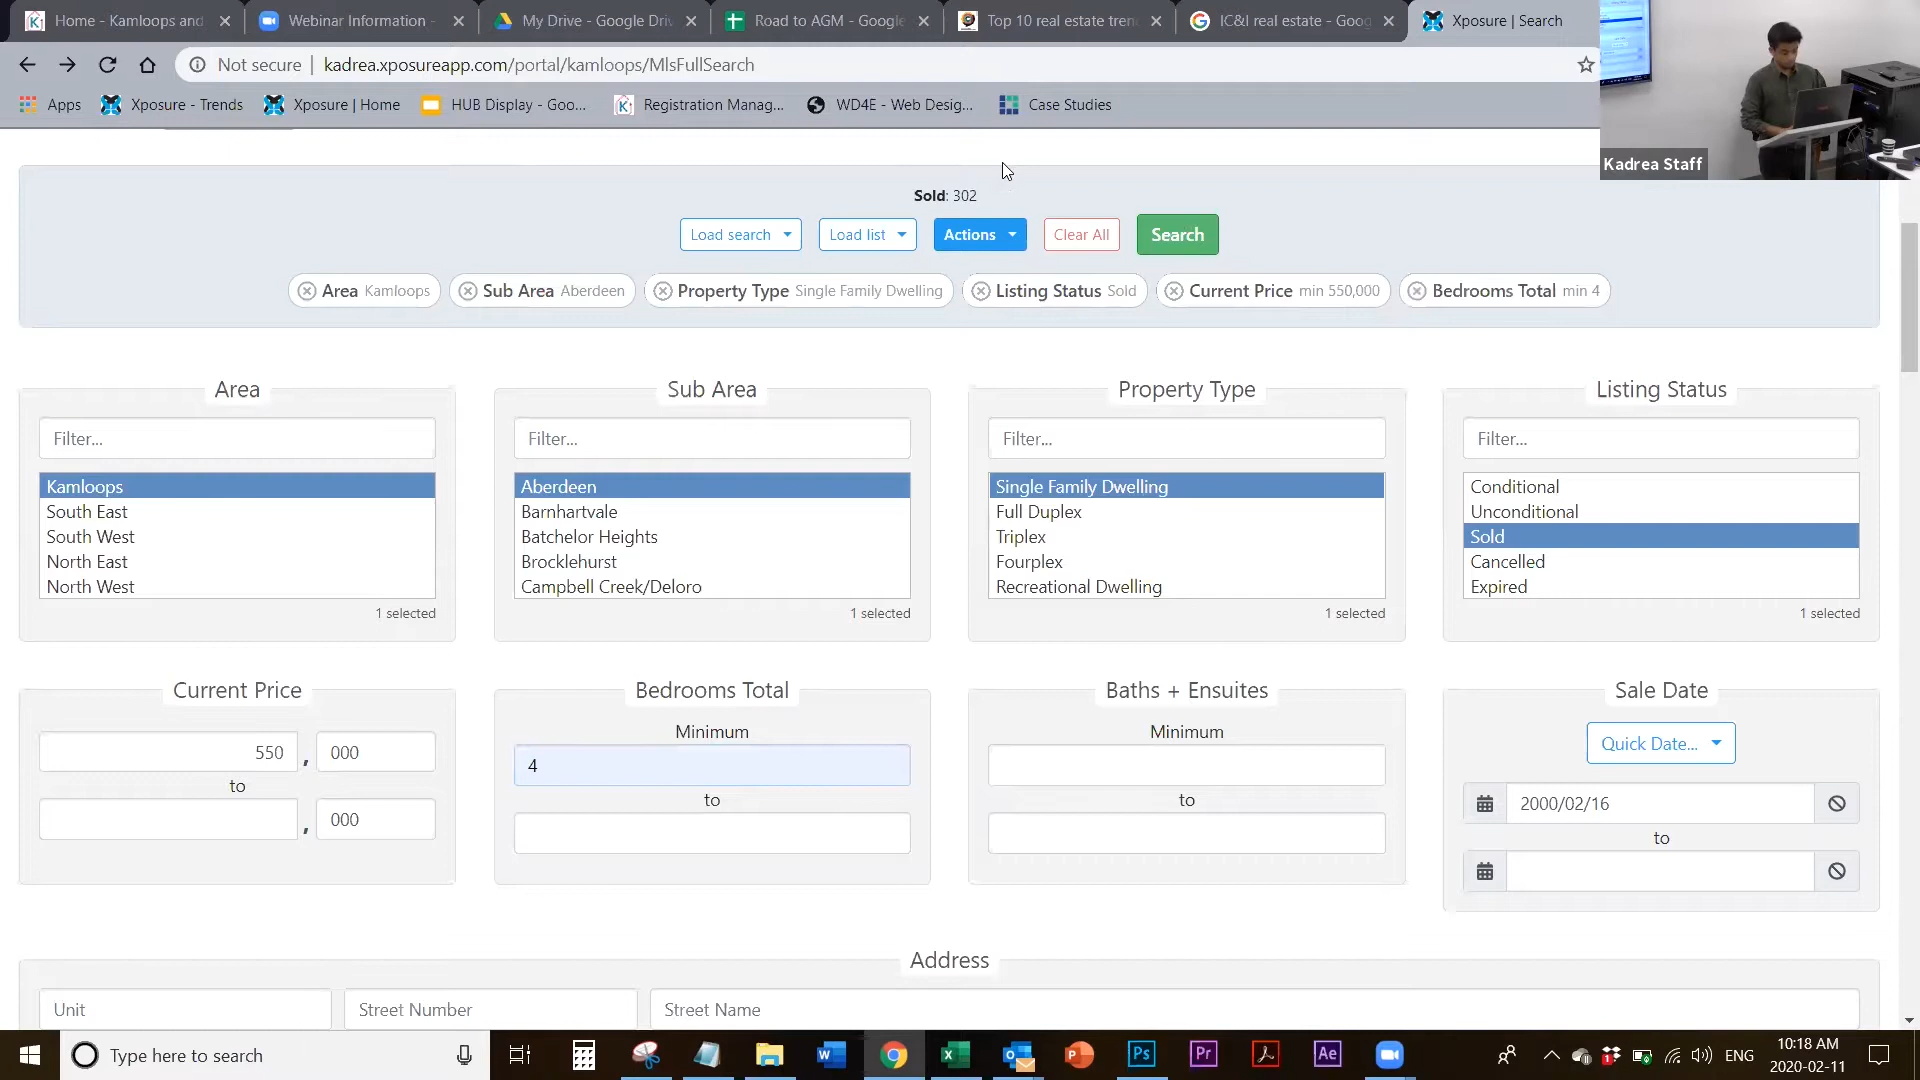 Home - Kamloops and
Webinar Information -
My Drive - Google Driv
Road to AGM - Google
Top 10 real estate tren
IC&I real estate - Goog
Xposure | Search
Not secure
kadrea.xposureapp.com/portal/kamloops/MlsFullSearch
Apps
Xposure - Trends
Xposure | Home
HUB Display - Goo...
Registration Manag...
WD4E - Web Desig...
Case Studies
Kadrea Staff
Sold: 302
Load search
Load list
Actions
Clear All
Search
Area Kamloops
Sub Area Aberdeen
Property Type Single Family Dwelling
Listing Status Sold
Current Price min 550,000
Bedrooms Total min 4
Area
Filter...
Kamloops
South East
South West
North East
North West
1 selected
Sub Area
Filter...
Aberdeen
Barnhartvale
Batchelor Heights
Brocklehurst
Campbell Creek/Deloro
1 selected
Property Type
Filter...
Single Family Dwelling
Full Duplex
Triplex
Fourplex
Recreational Dwelling
1 selected
Listing Status
Filter...
Conditional
Unconditional
Sold
Cancelled
Expired
1 selected
Current Price
550 , 000
to
, 000
Bedrooms Total
Minimum
4
to
Baths + Ensuites
Minimum
to
Sale Date
Quick Date...
2000/02/16
to
Address
Unit
Street Number
Street Name
Type here to search
ENG
10:18 AM
2020-02-11